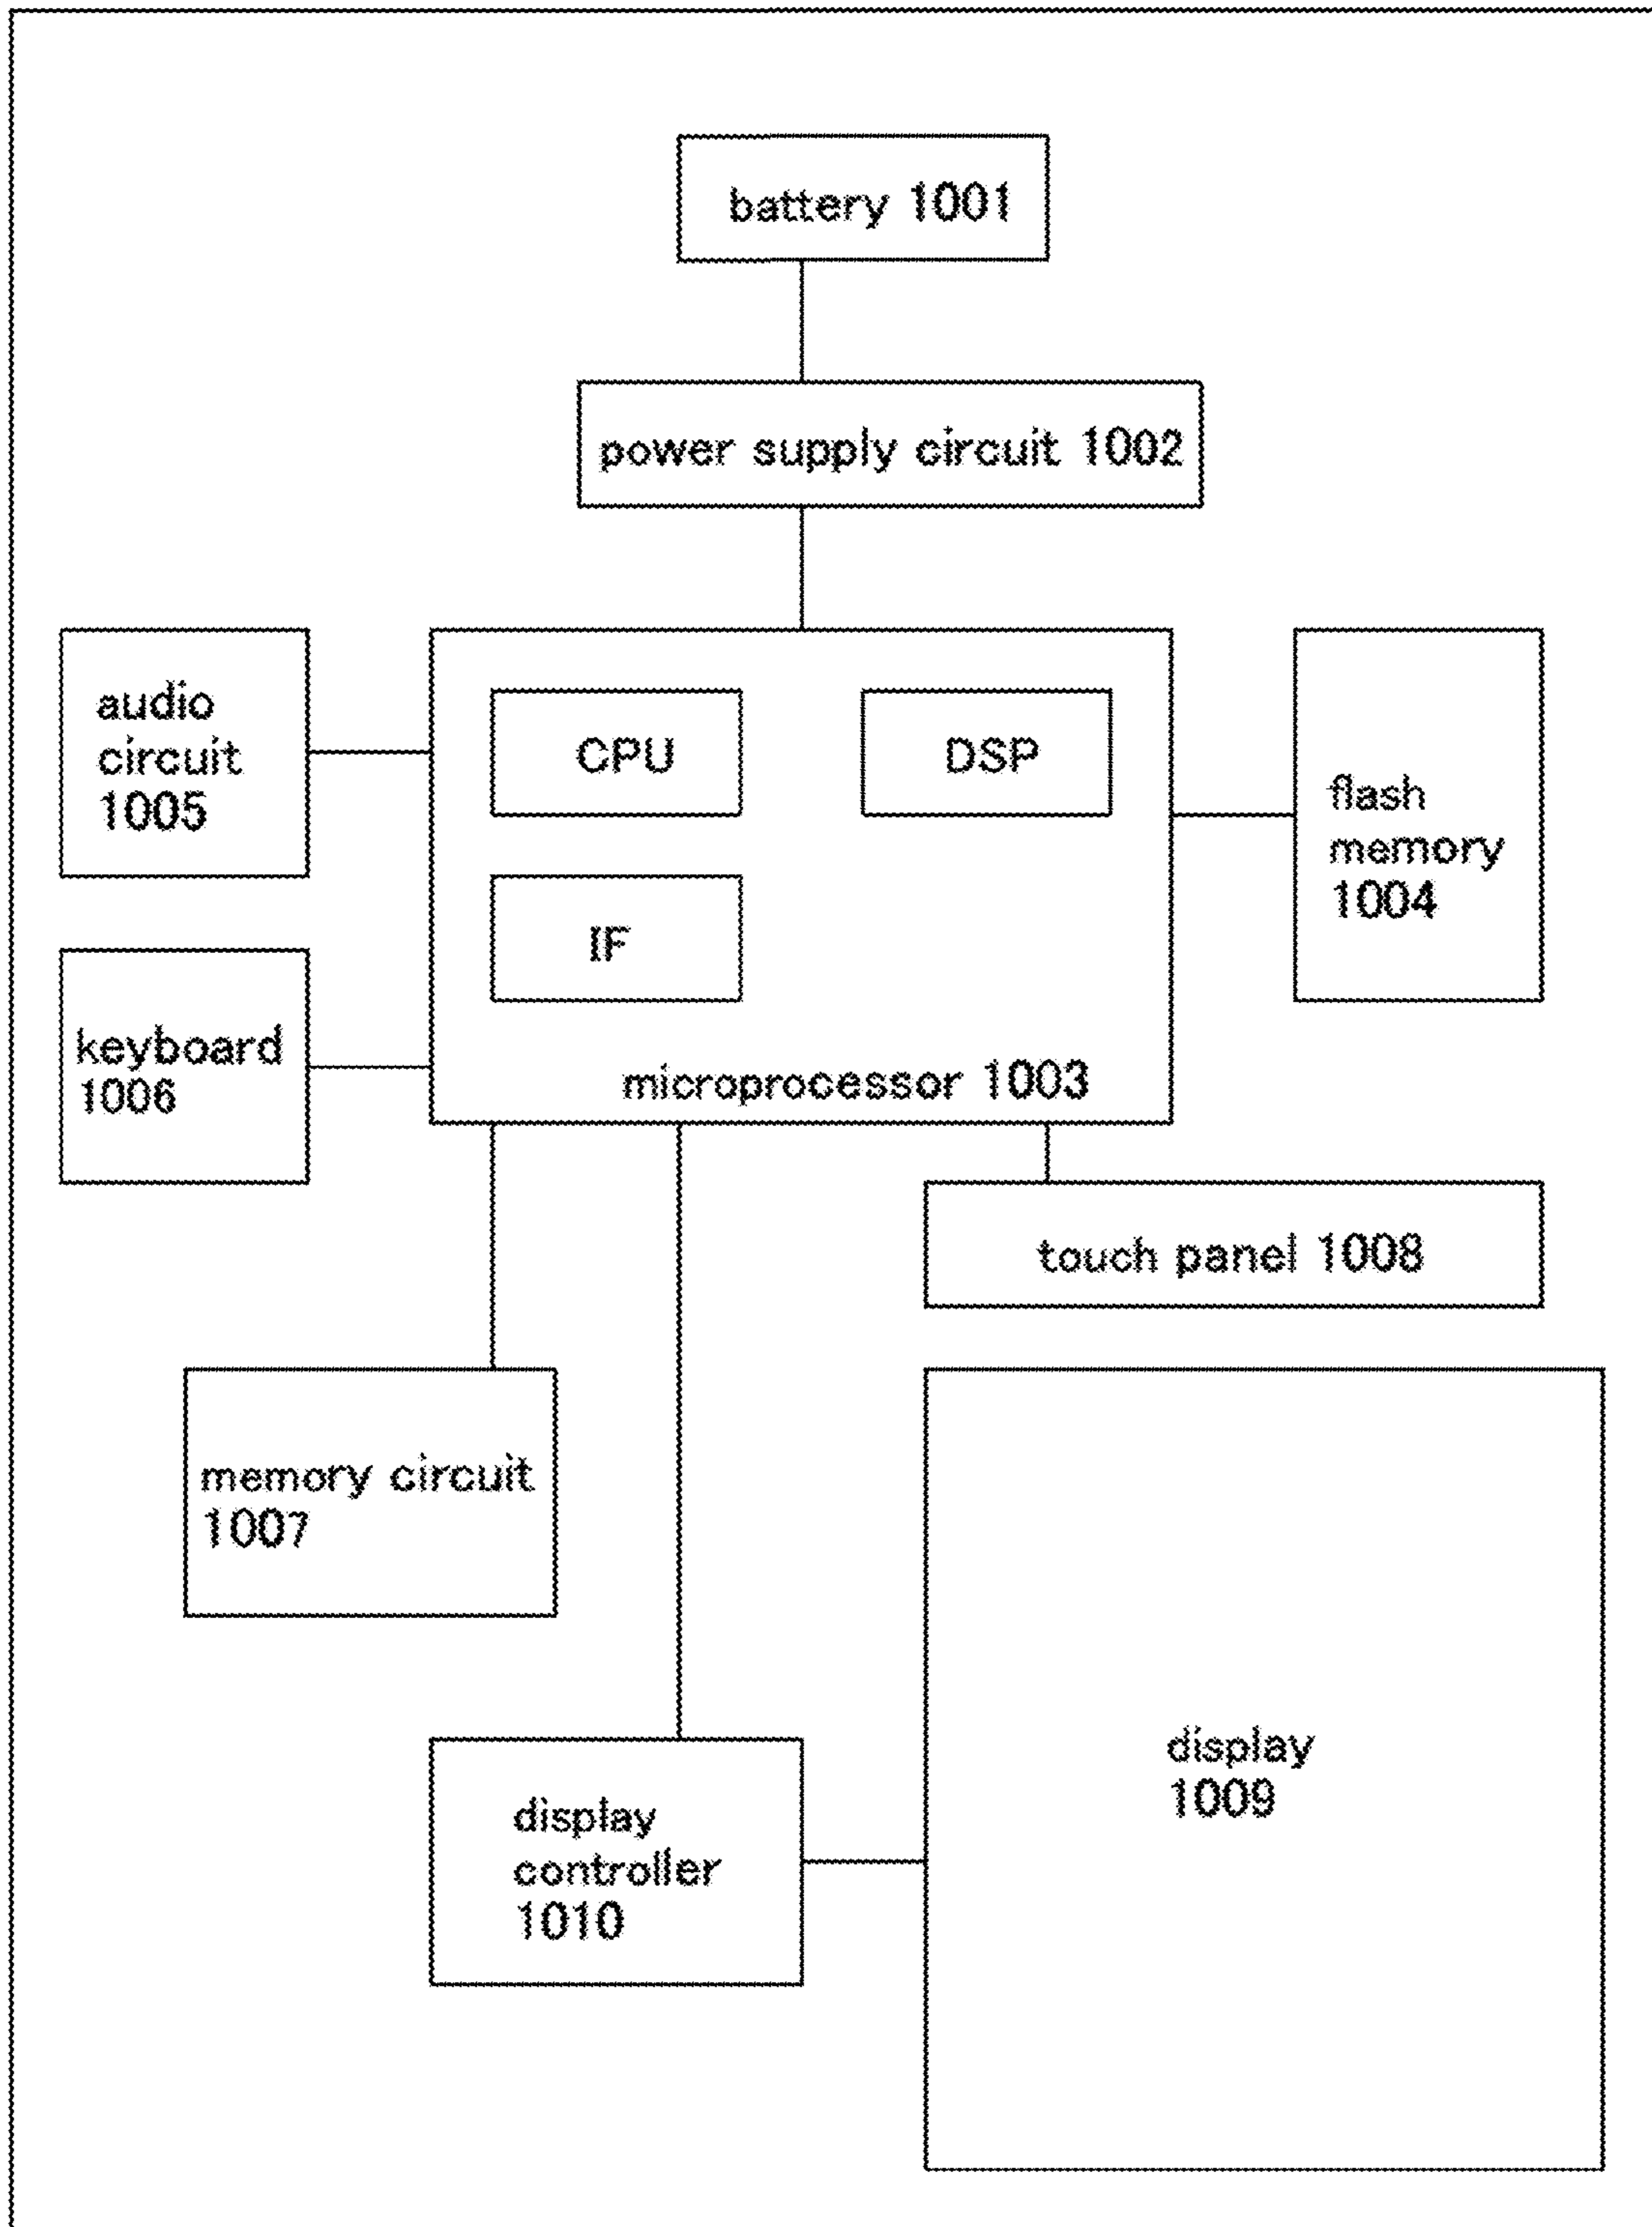 battery 1001
power supply circuit 1002
audio
circuit
1005
CPU
DSP
flash
memory
1004
IF
keyboard
1006
microprocessor 1003
touch panel 1008
memory circuit
1007
display
1009
display
controller
1010